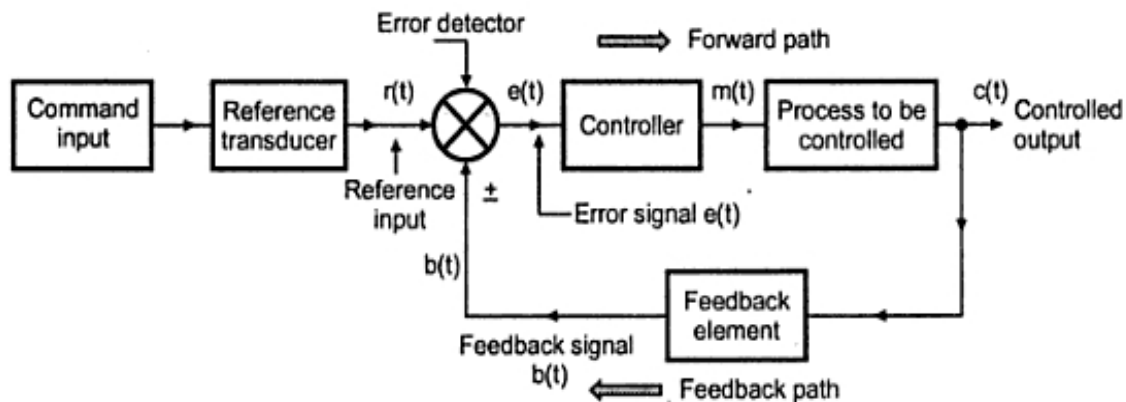 Error detector
Forward path
Command
input
Reference
transducer
r(t)
e(t)
Controller
m(t)
Process to be
controlled
c(t)
Controlled
output
Reference
input
±
Error signal e(t)
b(t)
Feedback
element
Feedback signal
b(t)
Feedback path